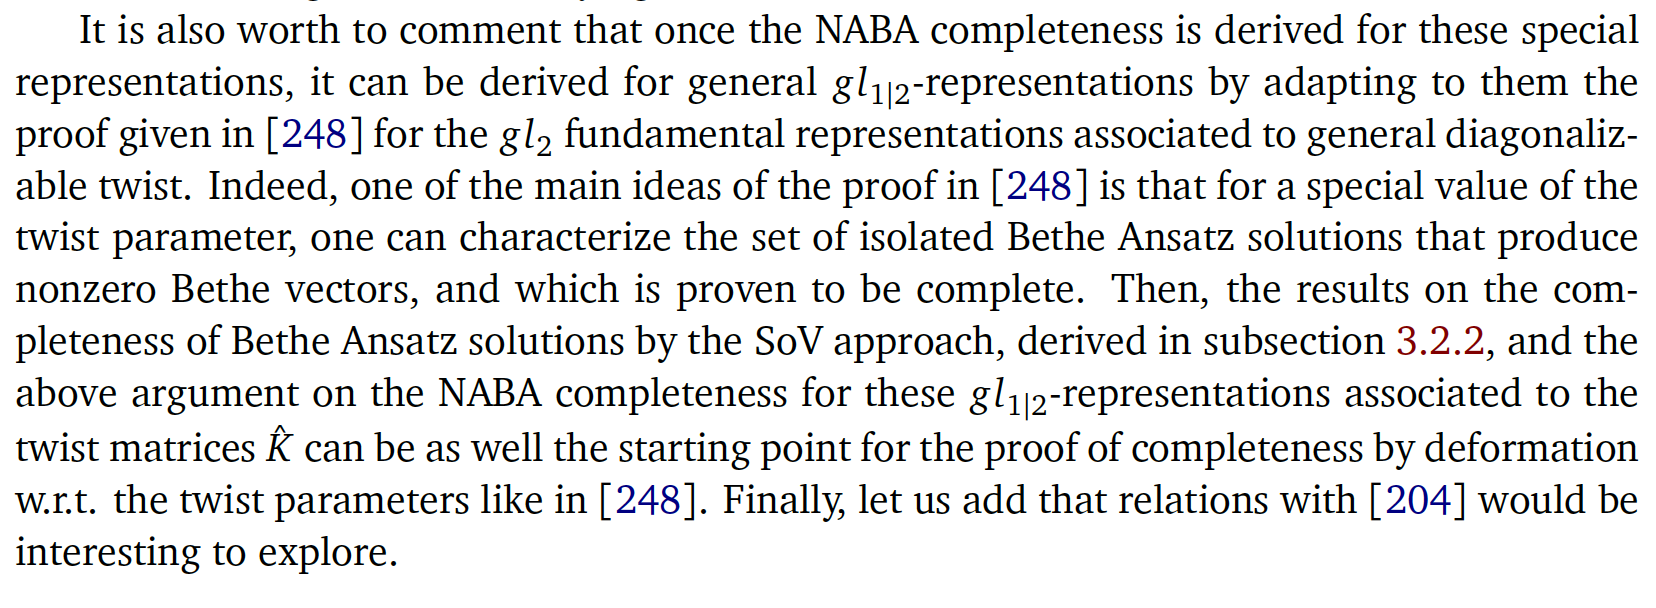 It is also worth to comment that once the NABA completeness is derived for these special
representations, it can be derived for general gl₁|₂-representations by adapting to them the
proof given in [248] for the gl₂ fundamental representations associated to general diagonaliz-
able twist. Indeed, one of the main ideas of the proof in [248] is that for a special value of the
twist parameter, one can characterize the set of isolated Bethe Ansatz solutions that produce
nonzero Bethe vectors, and which is proven to be complete. Then, the results on the com-
pleteness of Bethe Ansatz solutions by the SoV approach, derived in subsection 3.2.2, and the
above argument on the NABA completeness for these gl₁|₂-representations associated to the
twist matrices K̂ can be as well the starting point for the proof of completeness by deformation
w.r.t. the twist parameters like in [248]. Finally, let us add that relations with [204] would be
interesting to explore.